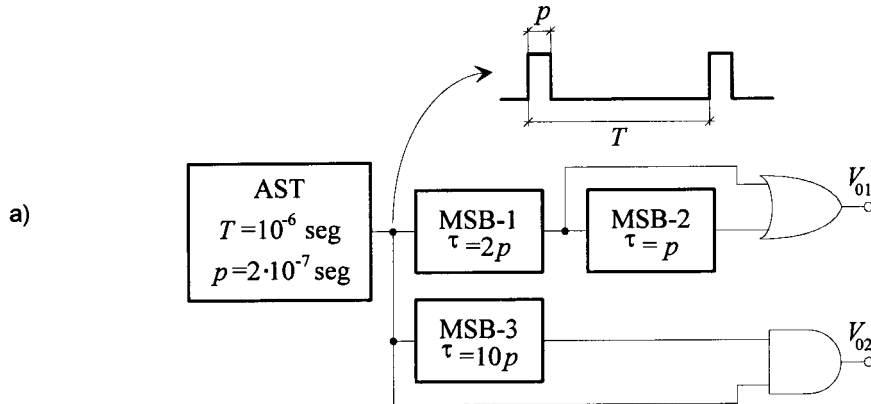 p
T
a)
AST
T = 10⁻⁶ seg
p = 2·10⁻⁷ seg
MSB-1
τ = 2p
MSB-2
τ = p
V₀₁
MSB-3
τ = 10p
V₀₂